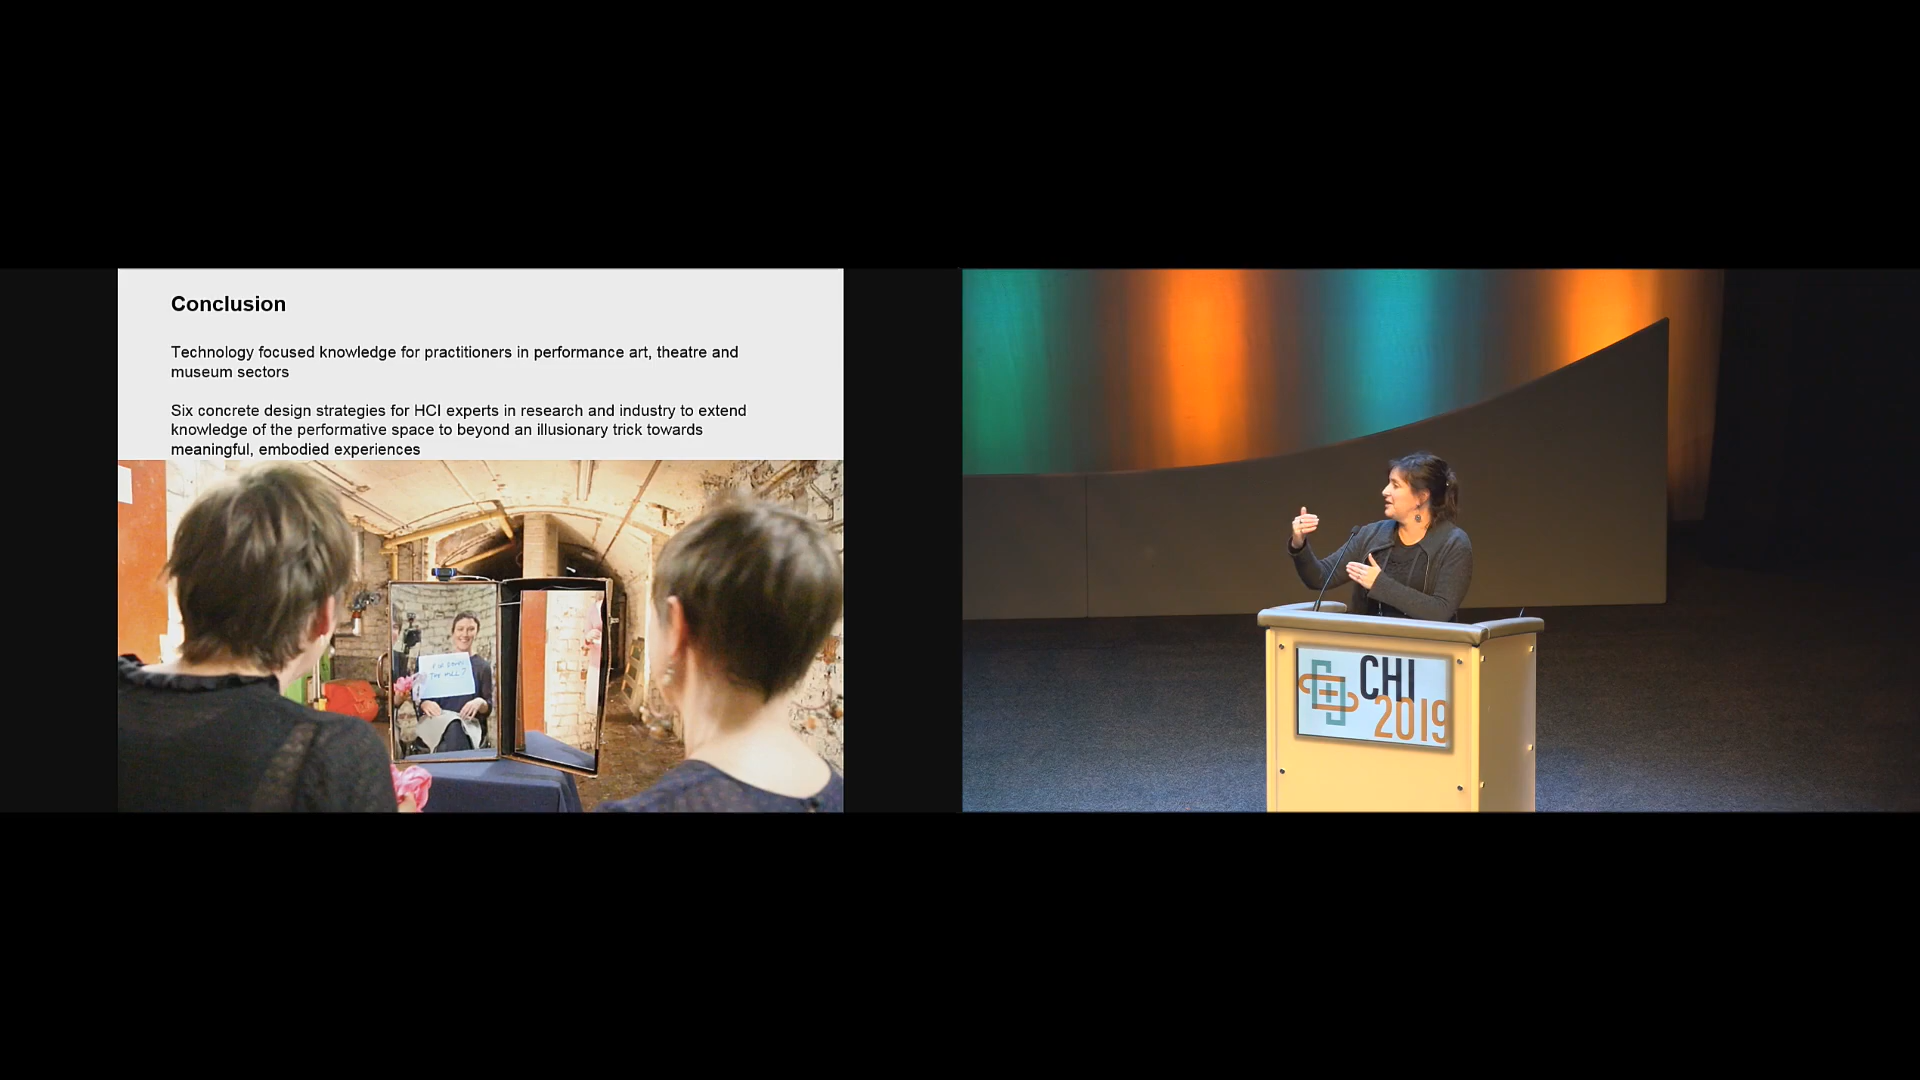 Conclusion
Technology focused knowledge for practitioners in performance art, theatre and
museum sectors
Six concrete design strategies for HCI experts in research and industry to extend
knowledge of the performative space to beyond an illusionary trick towards
meaningful, embodied experiences
CHI
2019